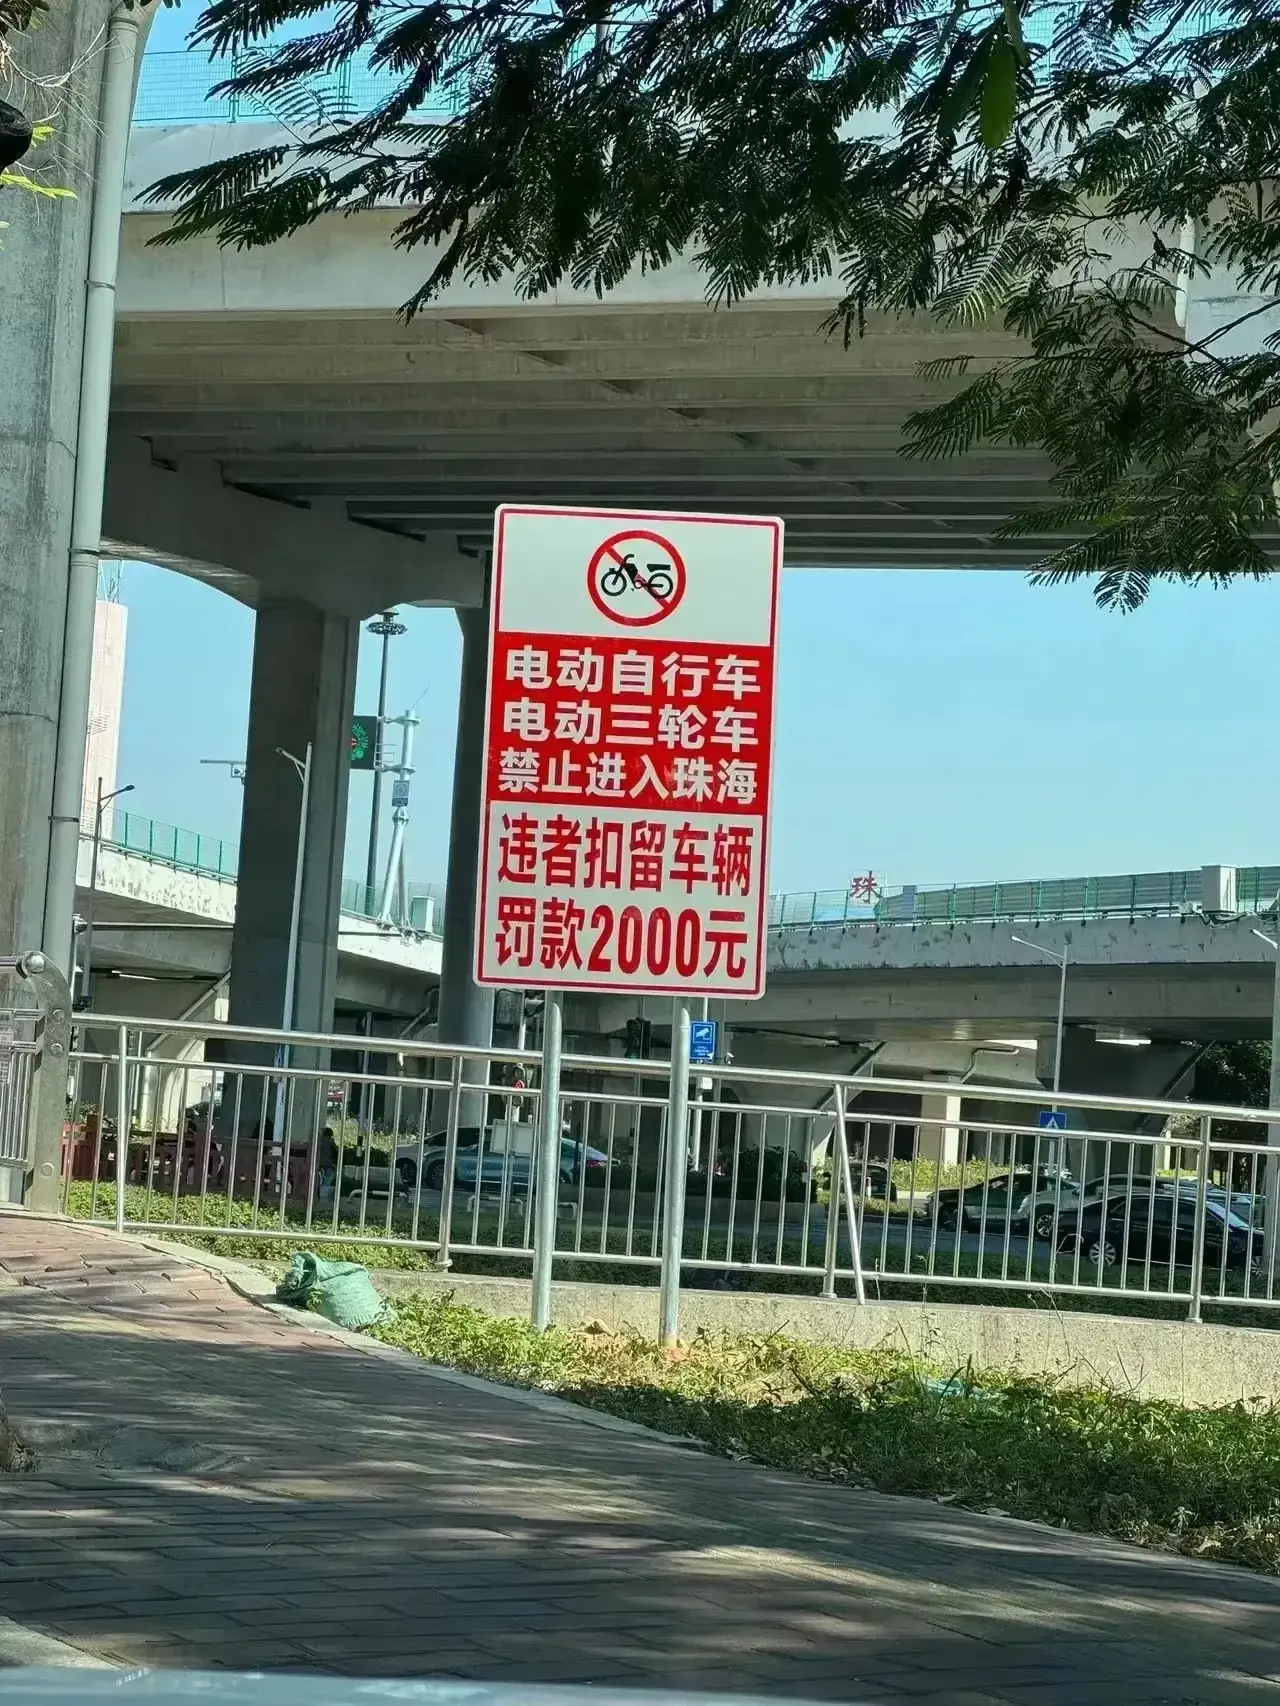 电动自行车
电动三轮车
禁止进入珠海
违者扣留车辆
罚款2000元
珠